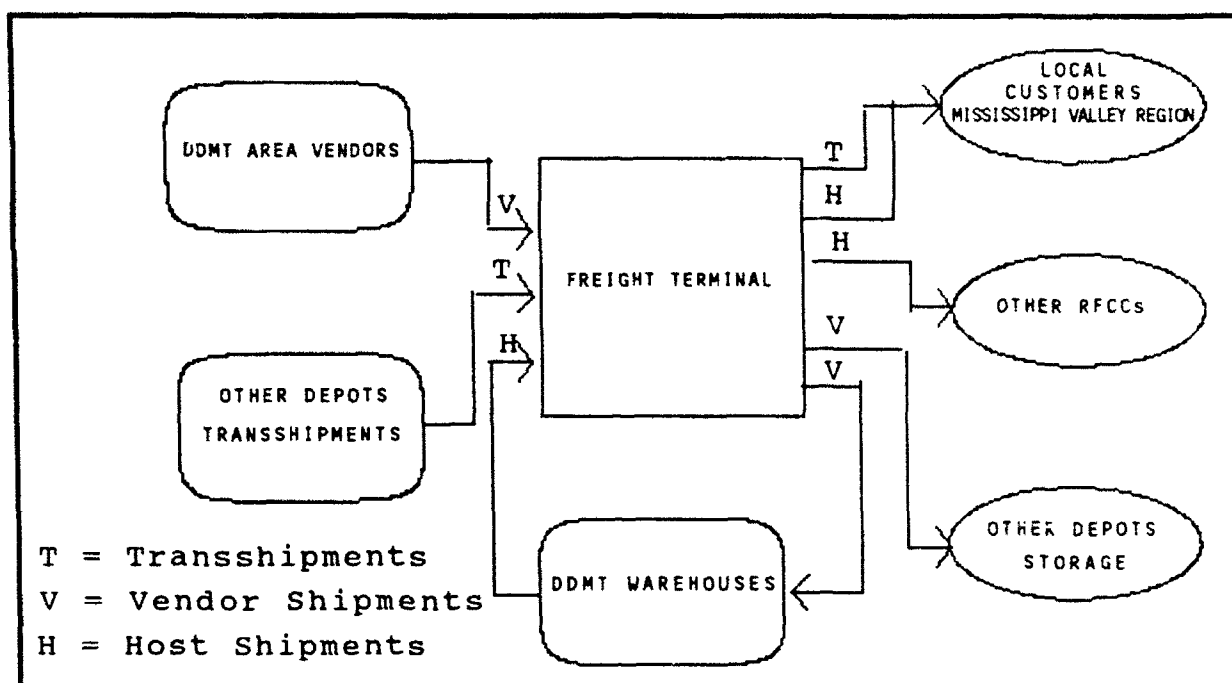 LOCAL
CUSTOMERS
MISSISSIPPI VALLEY REGION
DDMT AREA VENDORS
T
V
H
H
T
FREIGHT TERMINAL
OTHER RFCCs
V
H
V
OTHER DEPOTS
TRANSSHIPMENTS
OTHER DEPOTS
STORAGE
T = Transshipments
DDMT WAREHOUSES
V = Vendor Shipments
H = Host Shipments